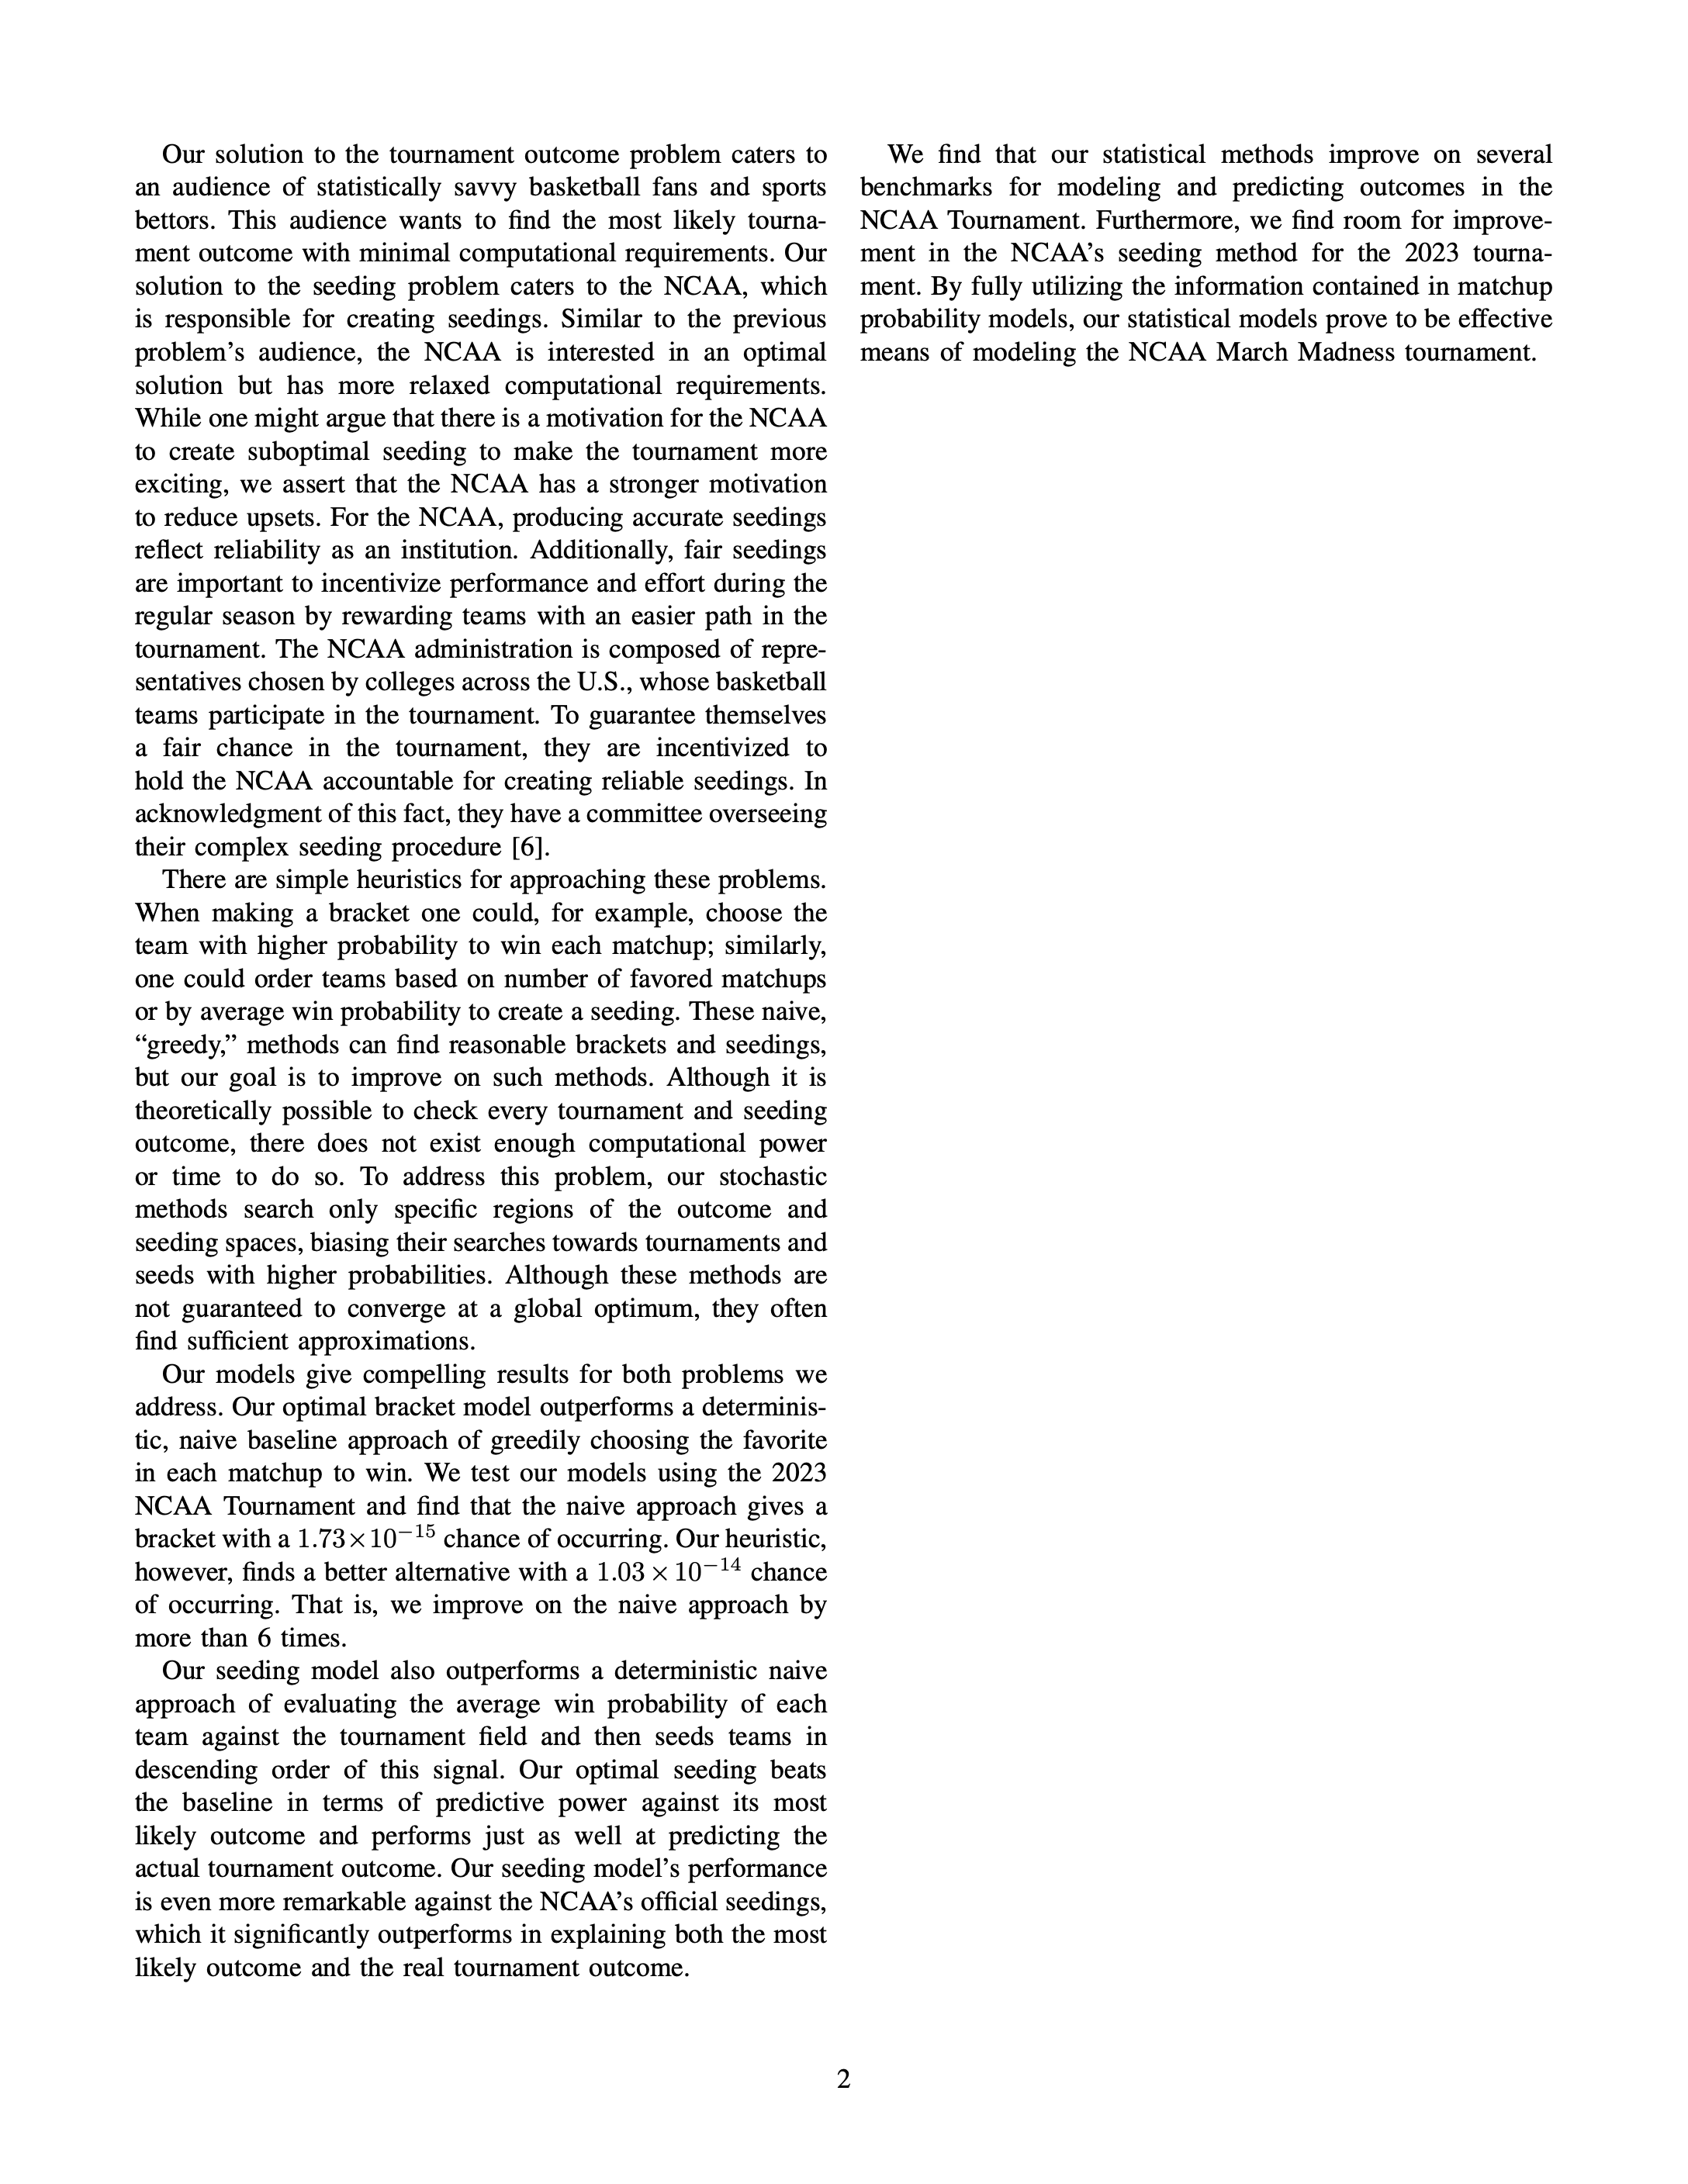 Our solution to the tournament outcome problem caters to
an audience of statistically savvy basketball fans and sports
bettors. This audience wants to find the most likely tourna-
ment outcome with minimal computational requirements. Our
solution to the seeding problem caters to the NCAA, which
is responsible for creating seedings. Similar to the previous
problem's audience, the NCAA is interested in an optimal
solution but has more relaxed computational requirements.
While one might argue that there is a motivation for the NCAA
to create suboptimal seeding to make the tournament more
exciting, we assert that the NCAA has a stronger motivation
to reduce upsets. For the NCAA, producing accurate seedings
reflect reliability as an institution. Additionally, fair seedings
are important to incentivize performance and effort during the
regular season by rewarding teams with an easier path in the
tournament. The NCAA administration is composed of repre-
sentatives chosen by colleges across the U.S., whose basketball
teams participate in the tournament. To guarantee themselves
a fair chance in the tournament, they are incentivized to
hold the NCAA accountable for creating reliable seedings. In
acknowledgment of this fact, they have a committee overseeing
their complex seeding procedure [6].
There are simple heuristics for approaching these problems.
When making a bracket one could, for example, choose the
team with higher probability to win each matchup; similarly,
one could order teams based on number of favored matchups
or by average win probability to create a seeding. These naive,
“greedy,” methods can find reasonable brackets and seedings,
but our goal is to improve on such methods. Although it is
theoretically possible to check every tournament and seeding
outcome, there does not exist enough computational power
or time to do so. To address this problem, our stochastic
methods search only specific regions of the outcome and
seeding spaces, biasing their searches towards tournaments and
seeds with higher probabilities. Although these methods are
not guaranteed to converge at a global optimum, they often
find sufficient approximations.
Our models give compelling results for both problems we
address. Our optimal bracket model outperforms a determinis-
tic, naive baseline approach of greedily choosing the favorite
in each matchup to win. We test our models using the 2023
NCAA Tournament and find that the naive approach gives a
bracket with a 1.73×10⁻¹⁵ chance of occurring. Our heuristic,
however, finds a better alternative with a 1.03 × 10⁻¹⁴ chance
of occurring. That is, we improve on the naive approach by
more than 6 times.
Our seeding model also outperforms a deterministic naive
approach of evaluating the average win probability of each
team against the tournament field and then seeds teams in
descending order of this signal. Our optimal seeding beats
the baseline in terms of predictive power against its most
likely outcome and performs just as well at predicting the
actual tournament outcome. Our seeding model's performance
is even more remarkable against the NCAA's official seedings,
which it significantly outperforms in explaining both the most
likely outcome and the real tournament outcome.
We find that our statistical methods improve on several
benchmarks for modeling and predicting outcomes in the
NCAA Tournament. Furthermore, we find room for improve-
ment in the NCAA's seeding method for the 2023 tourna-
ment. By fully utilizing the information contained in matchup
probability models, our statistical models prove to be effective
means of modeling the NCAA March Madness tournament.
2